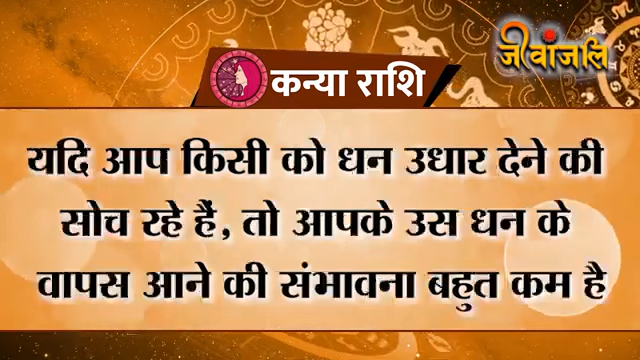 जीवांजलि
कन्या राशि
यदि आप किसी को धन उधार देने की
सोच रहे हैं, तो आपके उस धन के
वापस आने की संभावना बहुत कम है